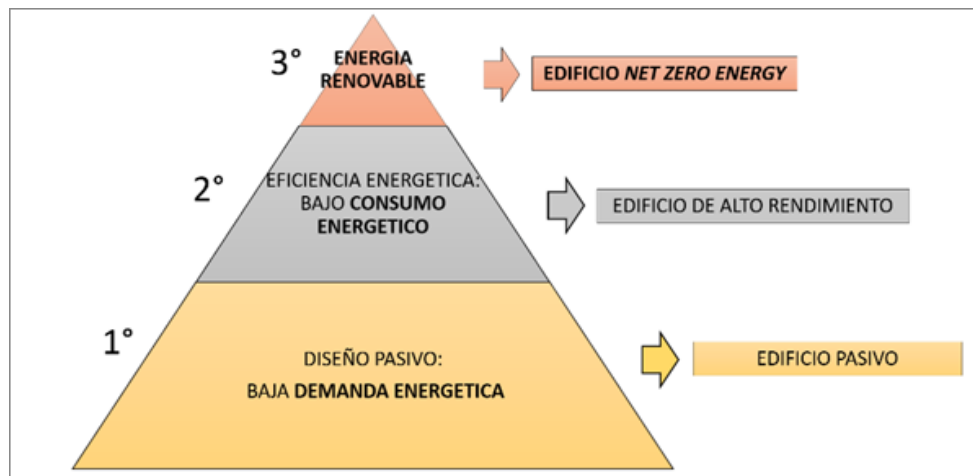 3°
ENERGIA
RENOVABLE
EDIFICIO NET ZERO ENERGY
2°
EFICIENCIA ENERGETICA:
BAJO CONSUMO
ENERGETICO
EDIFICIO DE ALTO RENDIMIENTO
1°
DISEÑO PASIVO:
BAJA DEMANDA ENERGETICA
EDIFICIO PASIVO